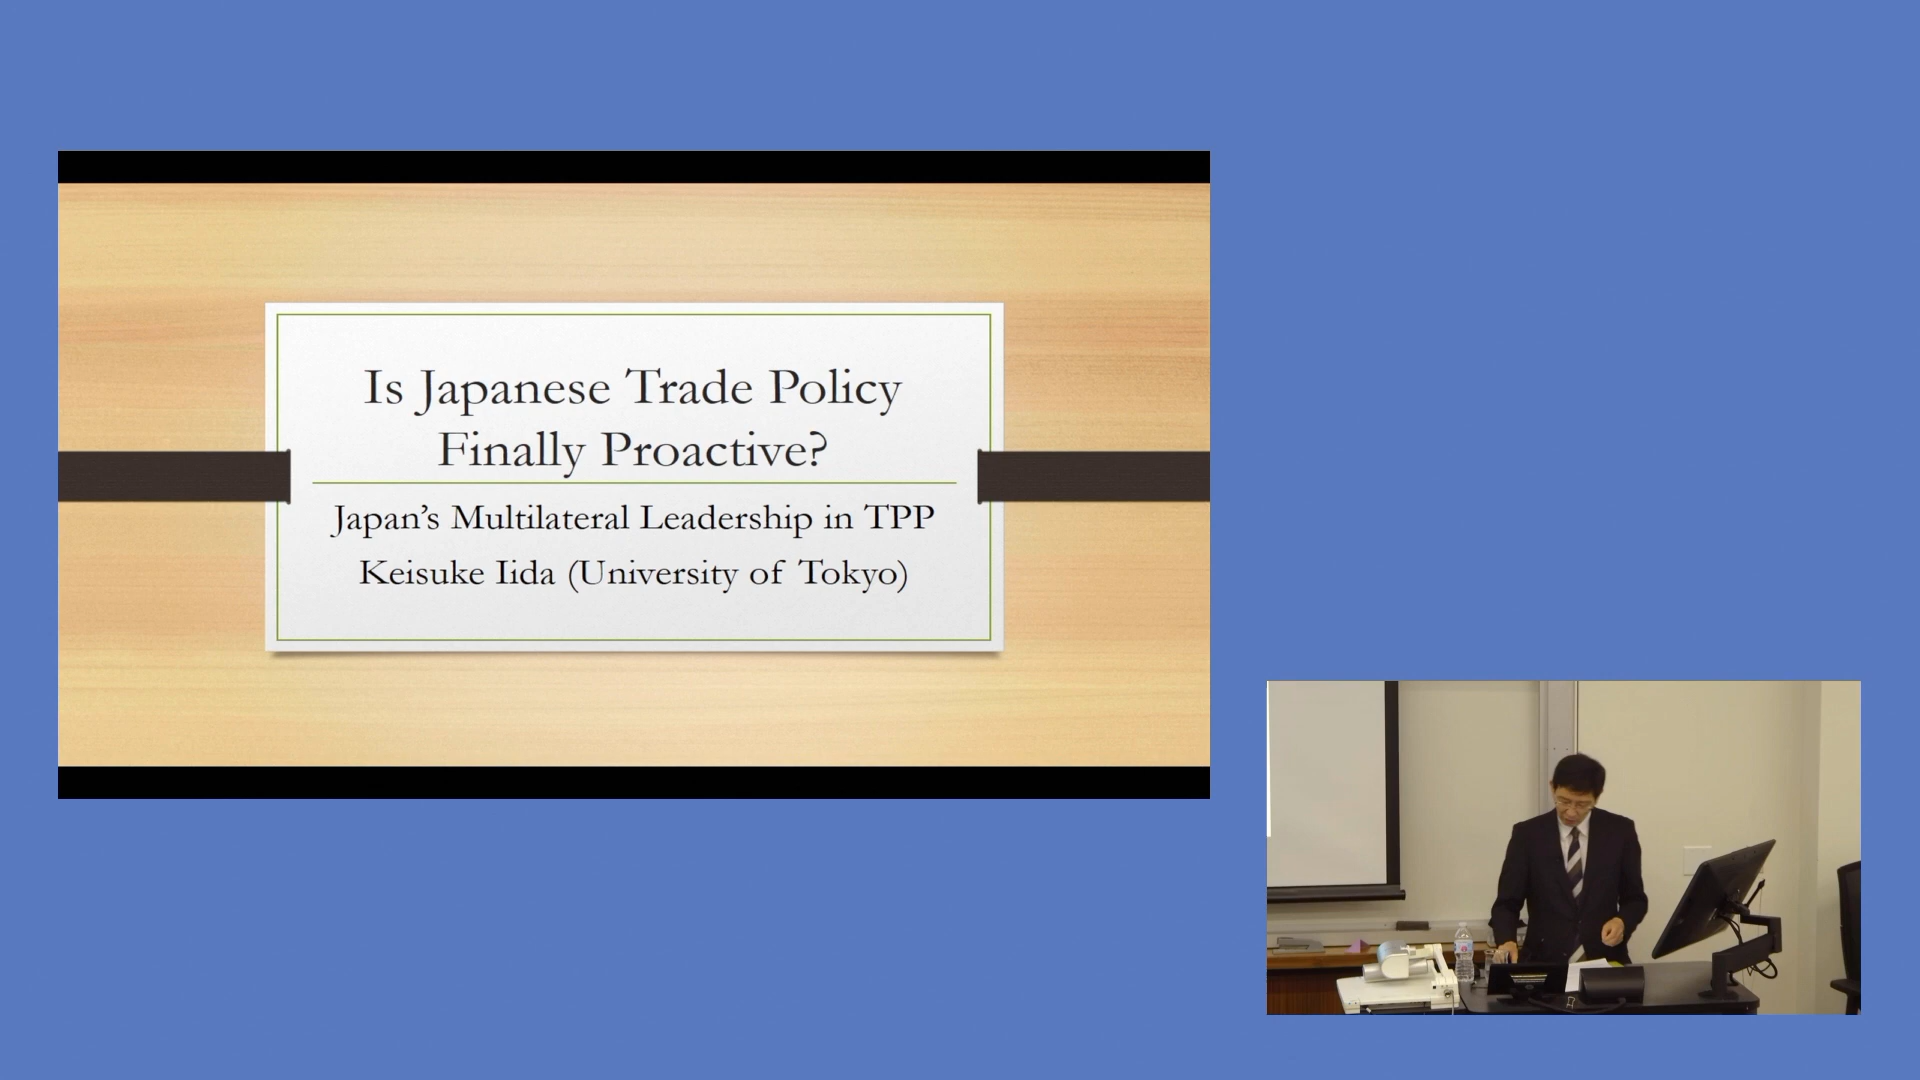 Is Japanese Trade Policy
Finally Proactive?
Japan's Multilateral Leadership in TPP
Keisuke Iida (University of Tokyo)